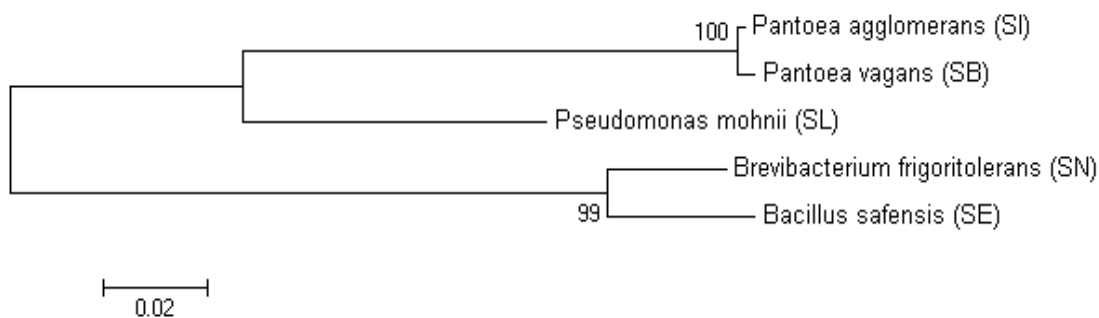 100
Pantoea agglomerans (SI)
Pantoea vagans (SB)
Pseudomonas mohnii (SL)
Brevibacterium frigoritolerans (SN)
99
Bacillus safensis (SE)
0.02